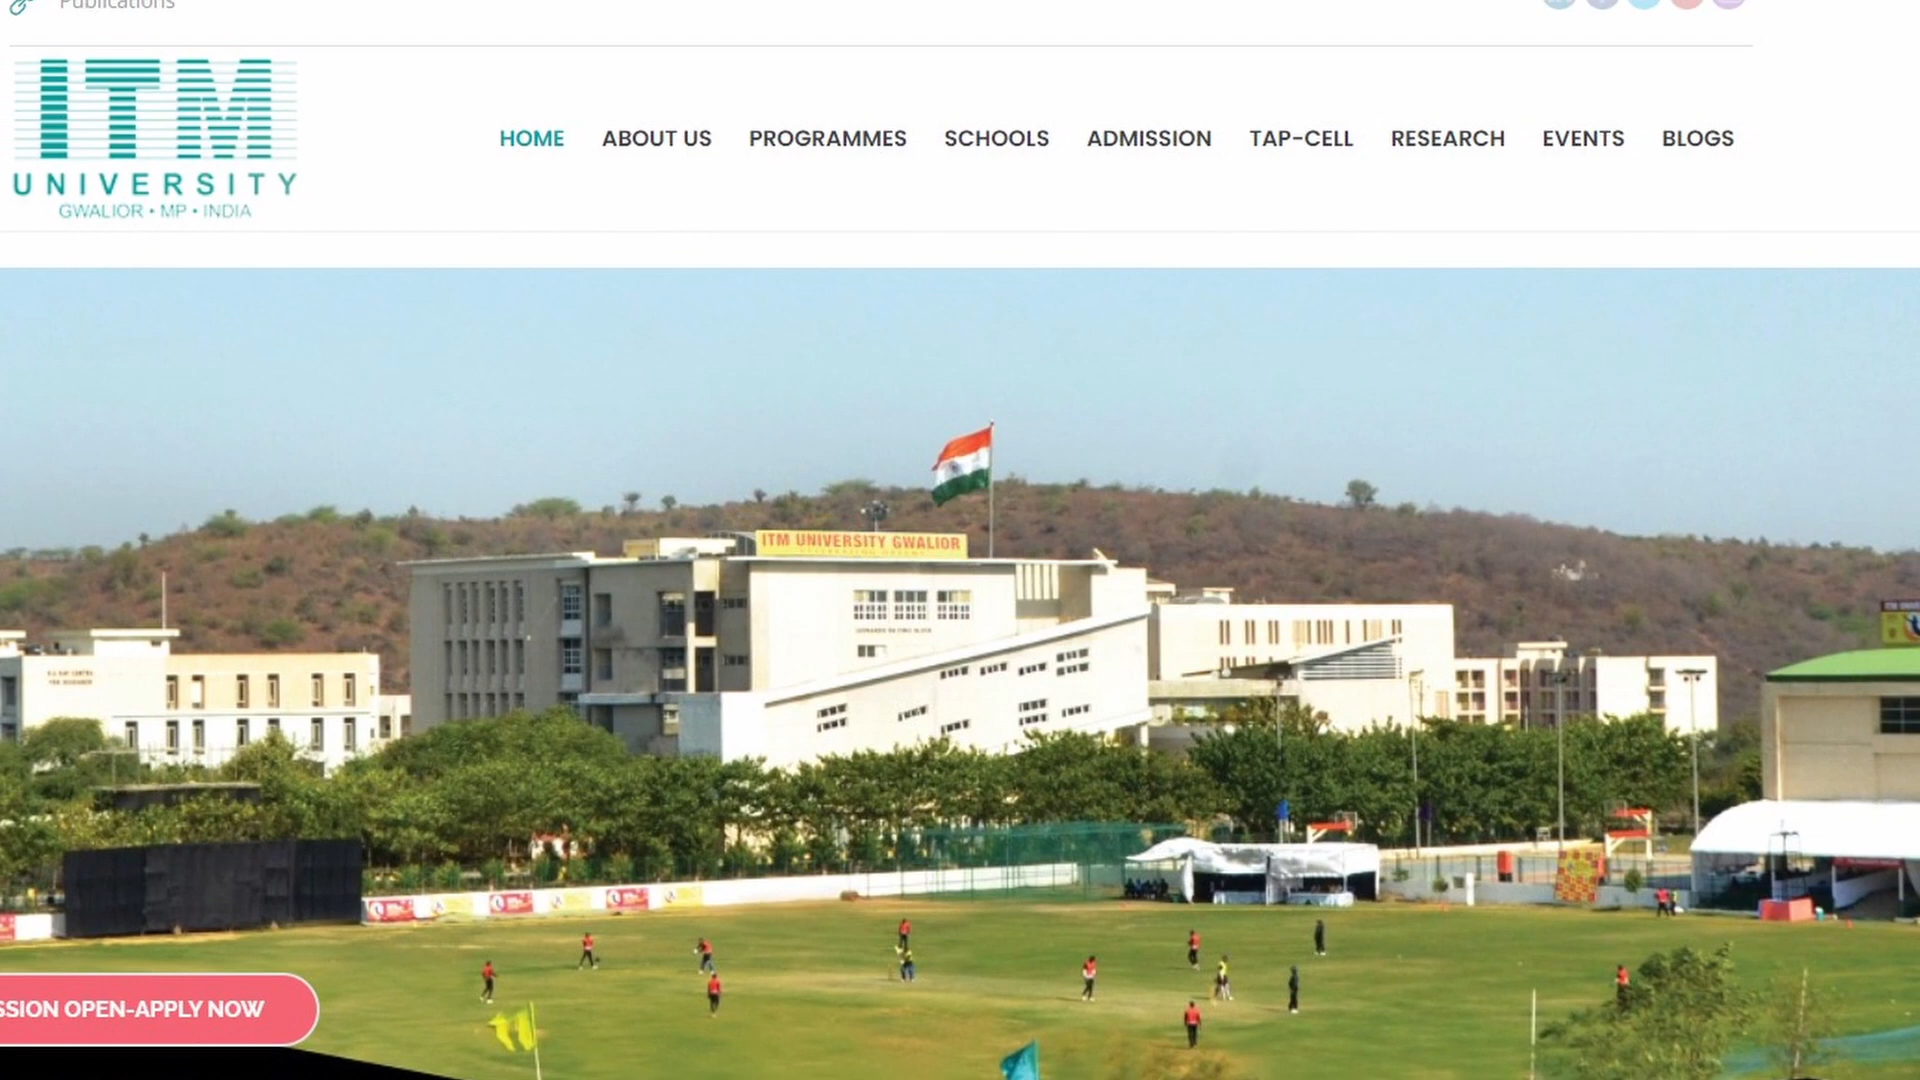 Publications
ITM
UNIVERSITY
GWALIOR • MP • INDIA
HOME ABOUT US PROGRAMMES SCHOOLS ADMISSION TAP-CELL RESEARCH EVENTS BLOGS
ITM UNIVERSITY GWALIOR
SSION OPEN-APPLY NOW